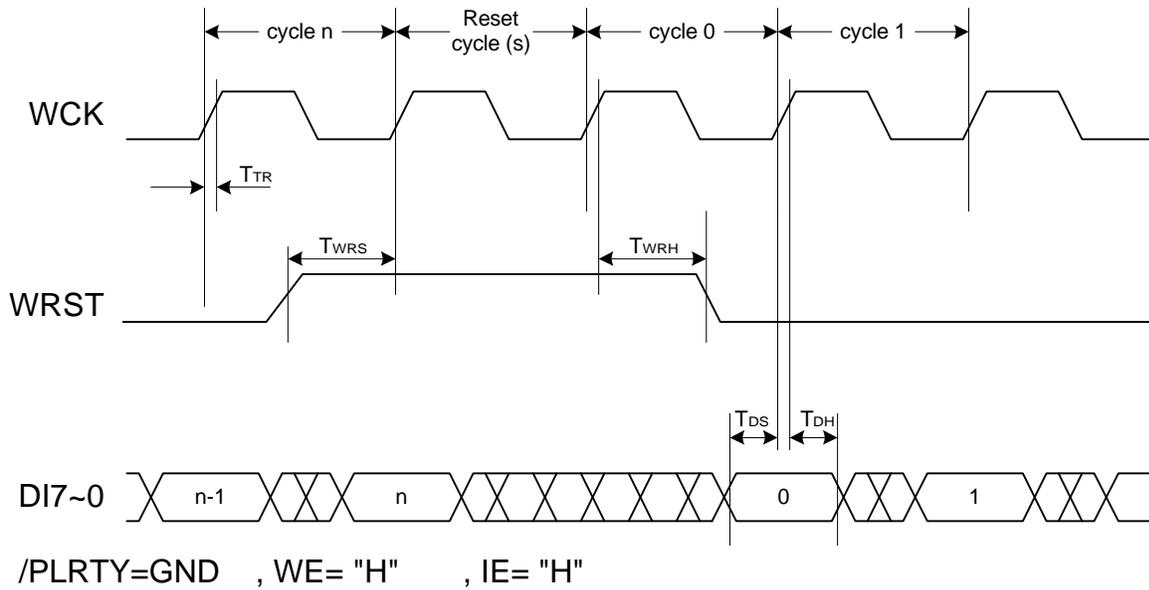 cycle n
Reset
cycle (s)
cycle 0
cycle 1
WCK
TTR
TWRS
TWRH
WRST
TDS
TDH
DI7~0
n-1
n
0
1
/PLRTY=GND , WE= "H" , IE= "H"